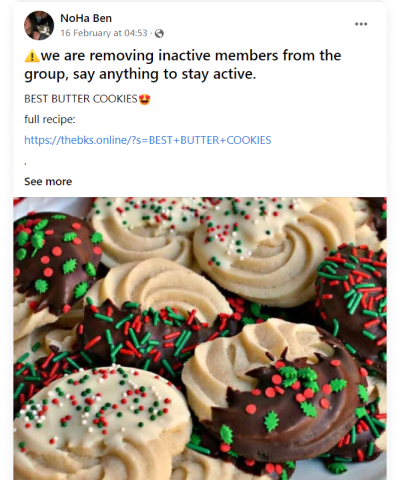 NoHa Ben
16 February at 04:53 ·
⚠️we are removing inactive members from the
group, say anything to stay active.
BEST BUTTER COOKIES😍
full recipe:
https://thebks.online/?s=BEST+BUTTER+COOKIES
.
See more